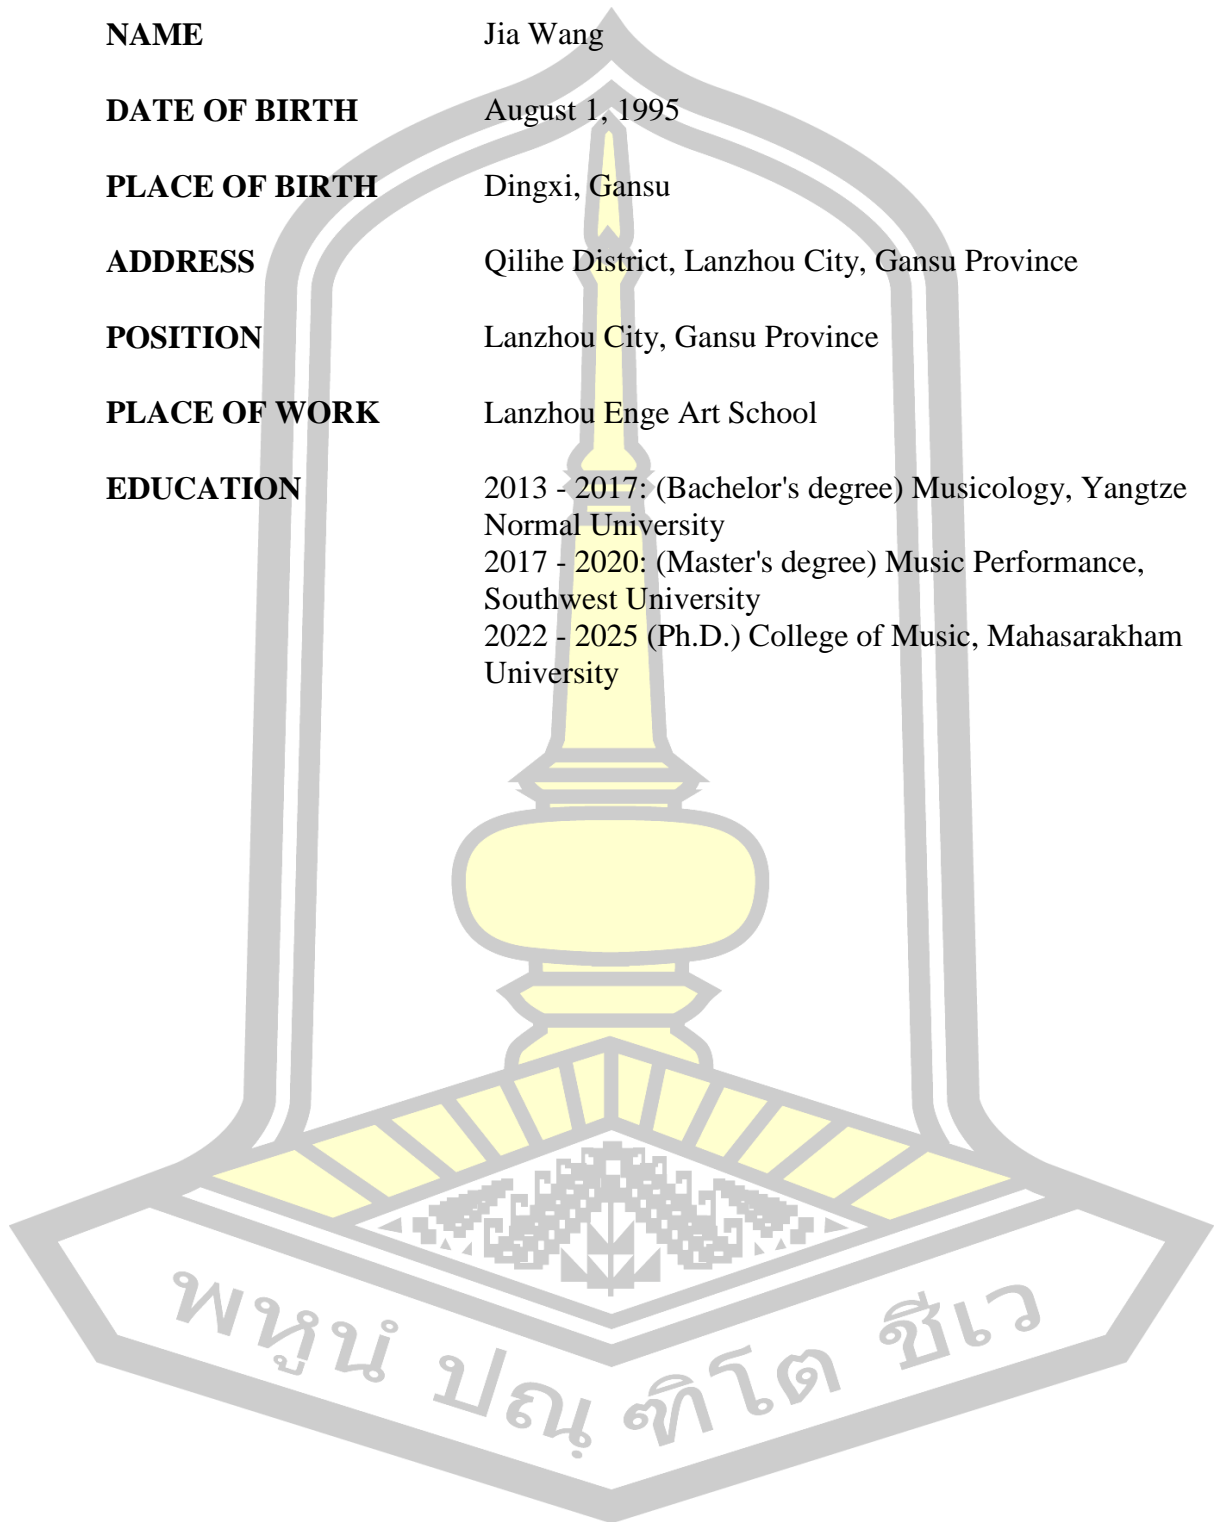 NAME Jia Wang
DATE OF BIRTH August 1, 1995
PLACE OF BIRTH Dingxi, Gansu
ADDRESS Qilihe District, Lanzhou City, Gansu Province
POSITION Lanzhou City, Gansu Province
PLACE OF WORK Lanzhou Enge Art School
EDUCATION 2013 - 2017: (Bachelor's degree) Musicology, Yangtze
Normal University
2017 - 2020: (Master's degree) Music Performance,
Southwest University
2022 - 2025 (Ph.D.) College of Music, Mahasarakham
University
พหูนํ ปณฺ ฑิโต ชีเว